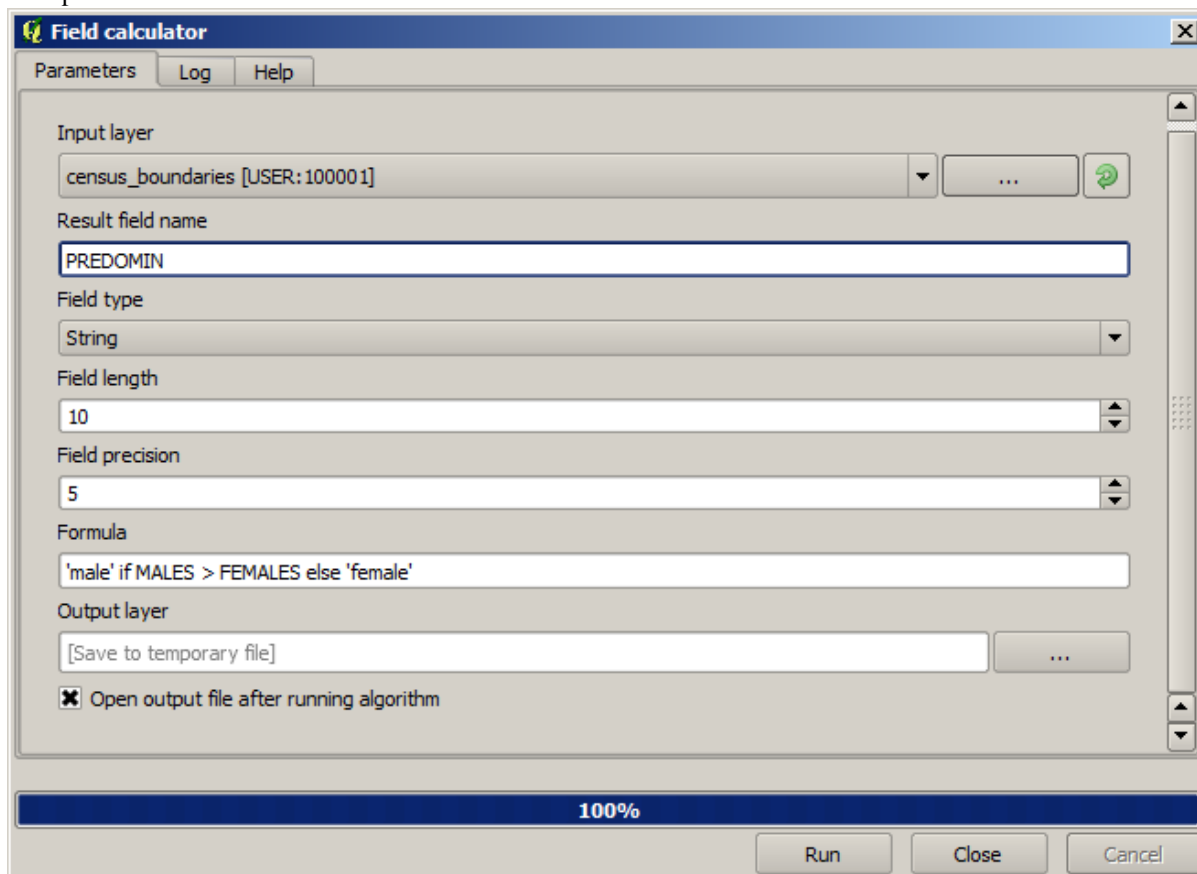 Field calculator
Parameters Log Help
Input layer
census_boundaries [USER:100001]
...
Result field name
PREDOMIN
Field type
String
Field length
10
Field precision
5
Formula
'male' if MALES > FEMALES else 'female'
Output layer
[Save to temporary file]
...
Open output file after running algorithm
100%
Run Close Cancel